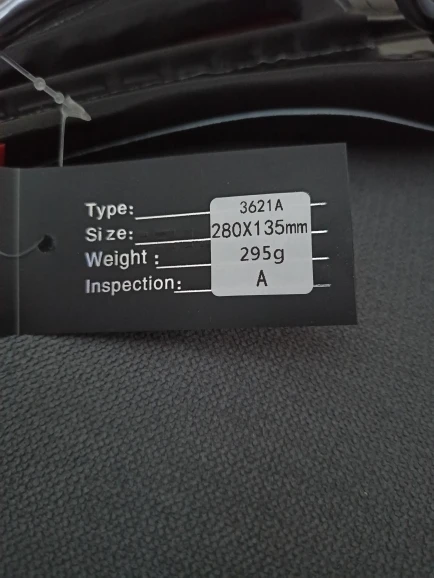 Type: 3621A
Size: 280X135mm
Weight : 295g
Inspection: A